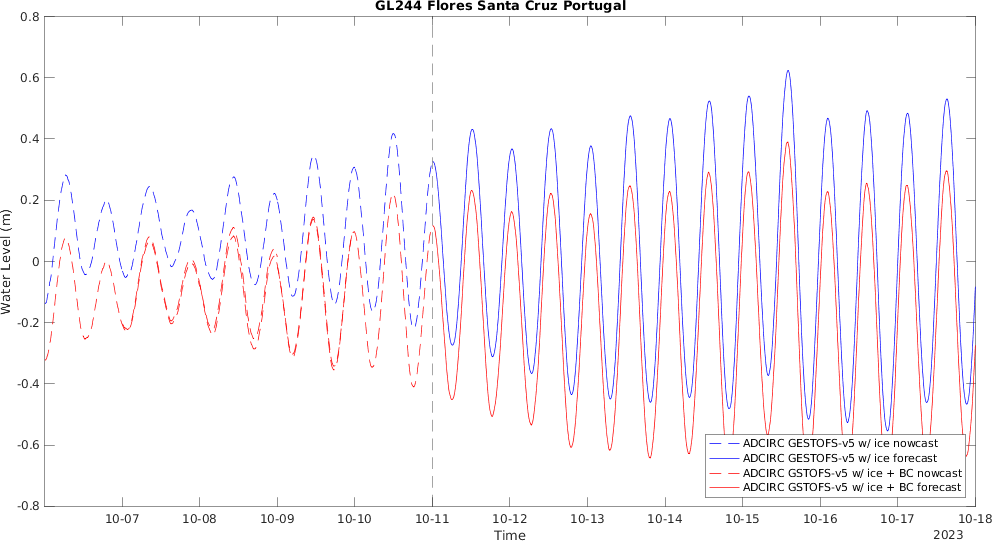 GL244 Flores Santa Cruz Portugal
0.8
0.6
0.4
0.2
0
-0.2
-0.4
-0.6
-0.8
Water Level (m)
ADCIRC GESTOFS-v5 w/ ice nowcast
ADCIRC GESTOFS-v5 w/ ice forecast
ADCIRC GSTOFS-v5 w/ ice + BC nowcast
ADCIRC GSTOFS-v5 w/ ice + BC forecast
10-07 10-08 10-09 10-10 10-11 10-12 10-13 10-14 10-15 10-16 10-17 10-18
Time
2023